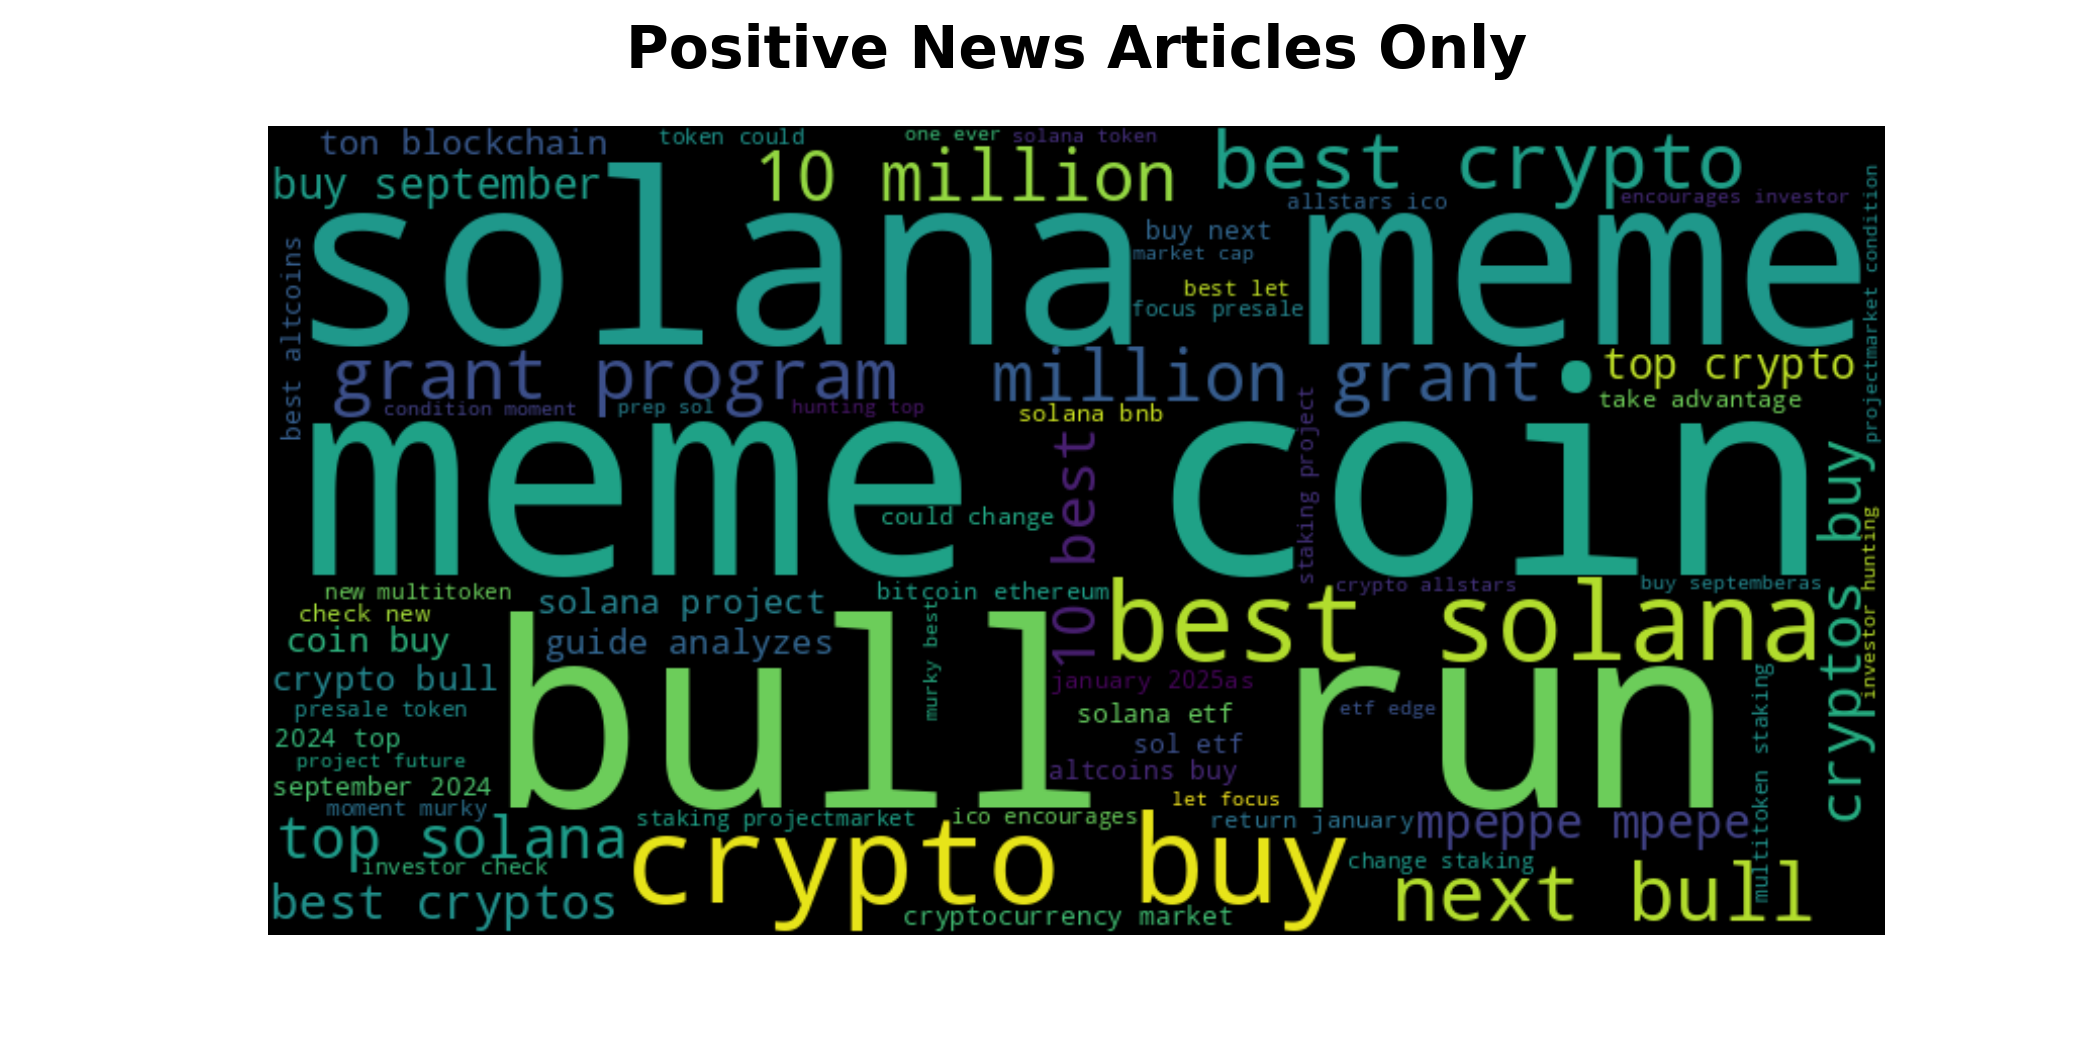 Positive News Articles Only
ton blockchain
token could
one ever
solana token
best crypto
buy september
10 million
encourages investor
allstars ico
solana meme
buy next
market cap
best let
focus presale
best altcoins
projectmarket condition
grant program
million grant
top crypto
take advantage
condition moment
prep sol
hunting top
solana bnb
meme coin
10 best
staking project
could change
cryptos buy
investor hunting
new multitoken
solana project
bitcoin ethereum
crypto allstars
buy septemberas
check new
best solana
coin buy
guide analyzes
murky best
bull run
crypto bull
january 2025as
presale token
solana etf
etf edge
2024 top
sol etf
project future
altcoins buy
multitoken staking
september 2024
let focus
moment murky
staking projectmarket
ico encourages
return january
mpeppe mpepe
top solana
crypto buy
investor check
change staking
next bull
best cryptos
cryptocurrency market